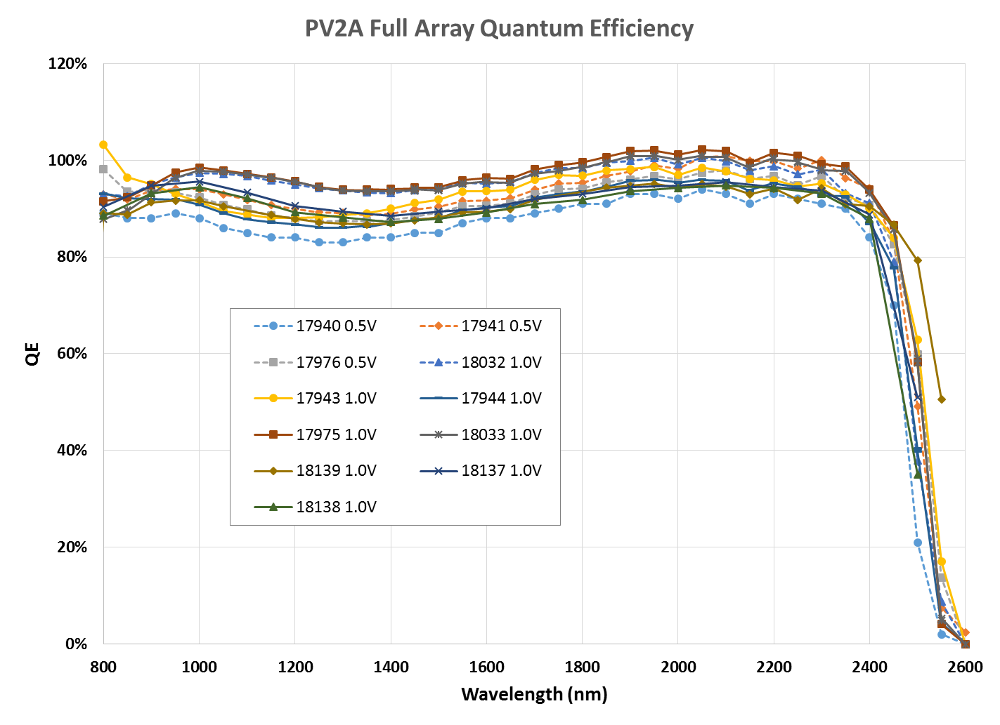 PV2A Full Array Quantum Efficiency
120%
100%
80%
60%
40%
20%
0%
QE
17940 0.5V 17941 0.5V
17976 0.5V 18032 1.0V
17943 1.0V 17944 1.0V
17975 1.0V 18033 1.0V
18139 1.0V 18137 1.0V
18138 1.0V
800 1000 1200 1400 1600 1800 2000 2200 2400 2600
Wavelength (nm)